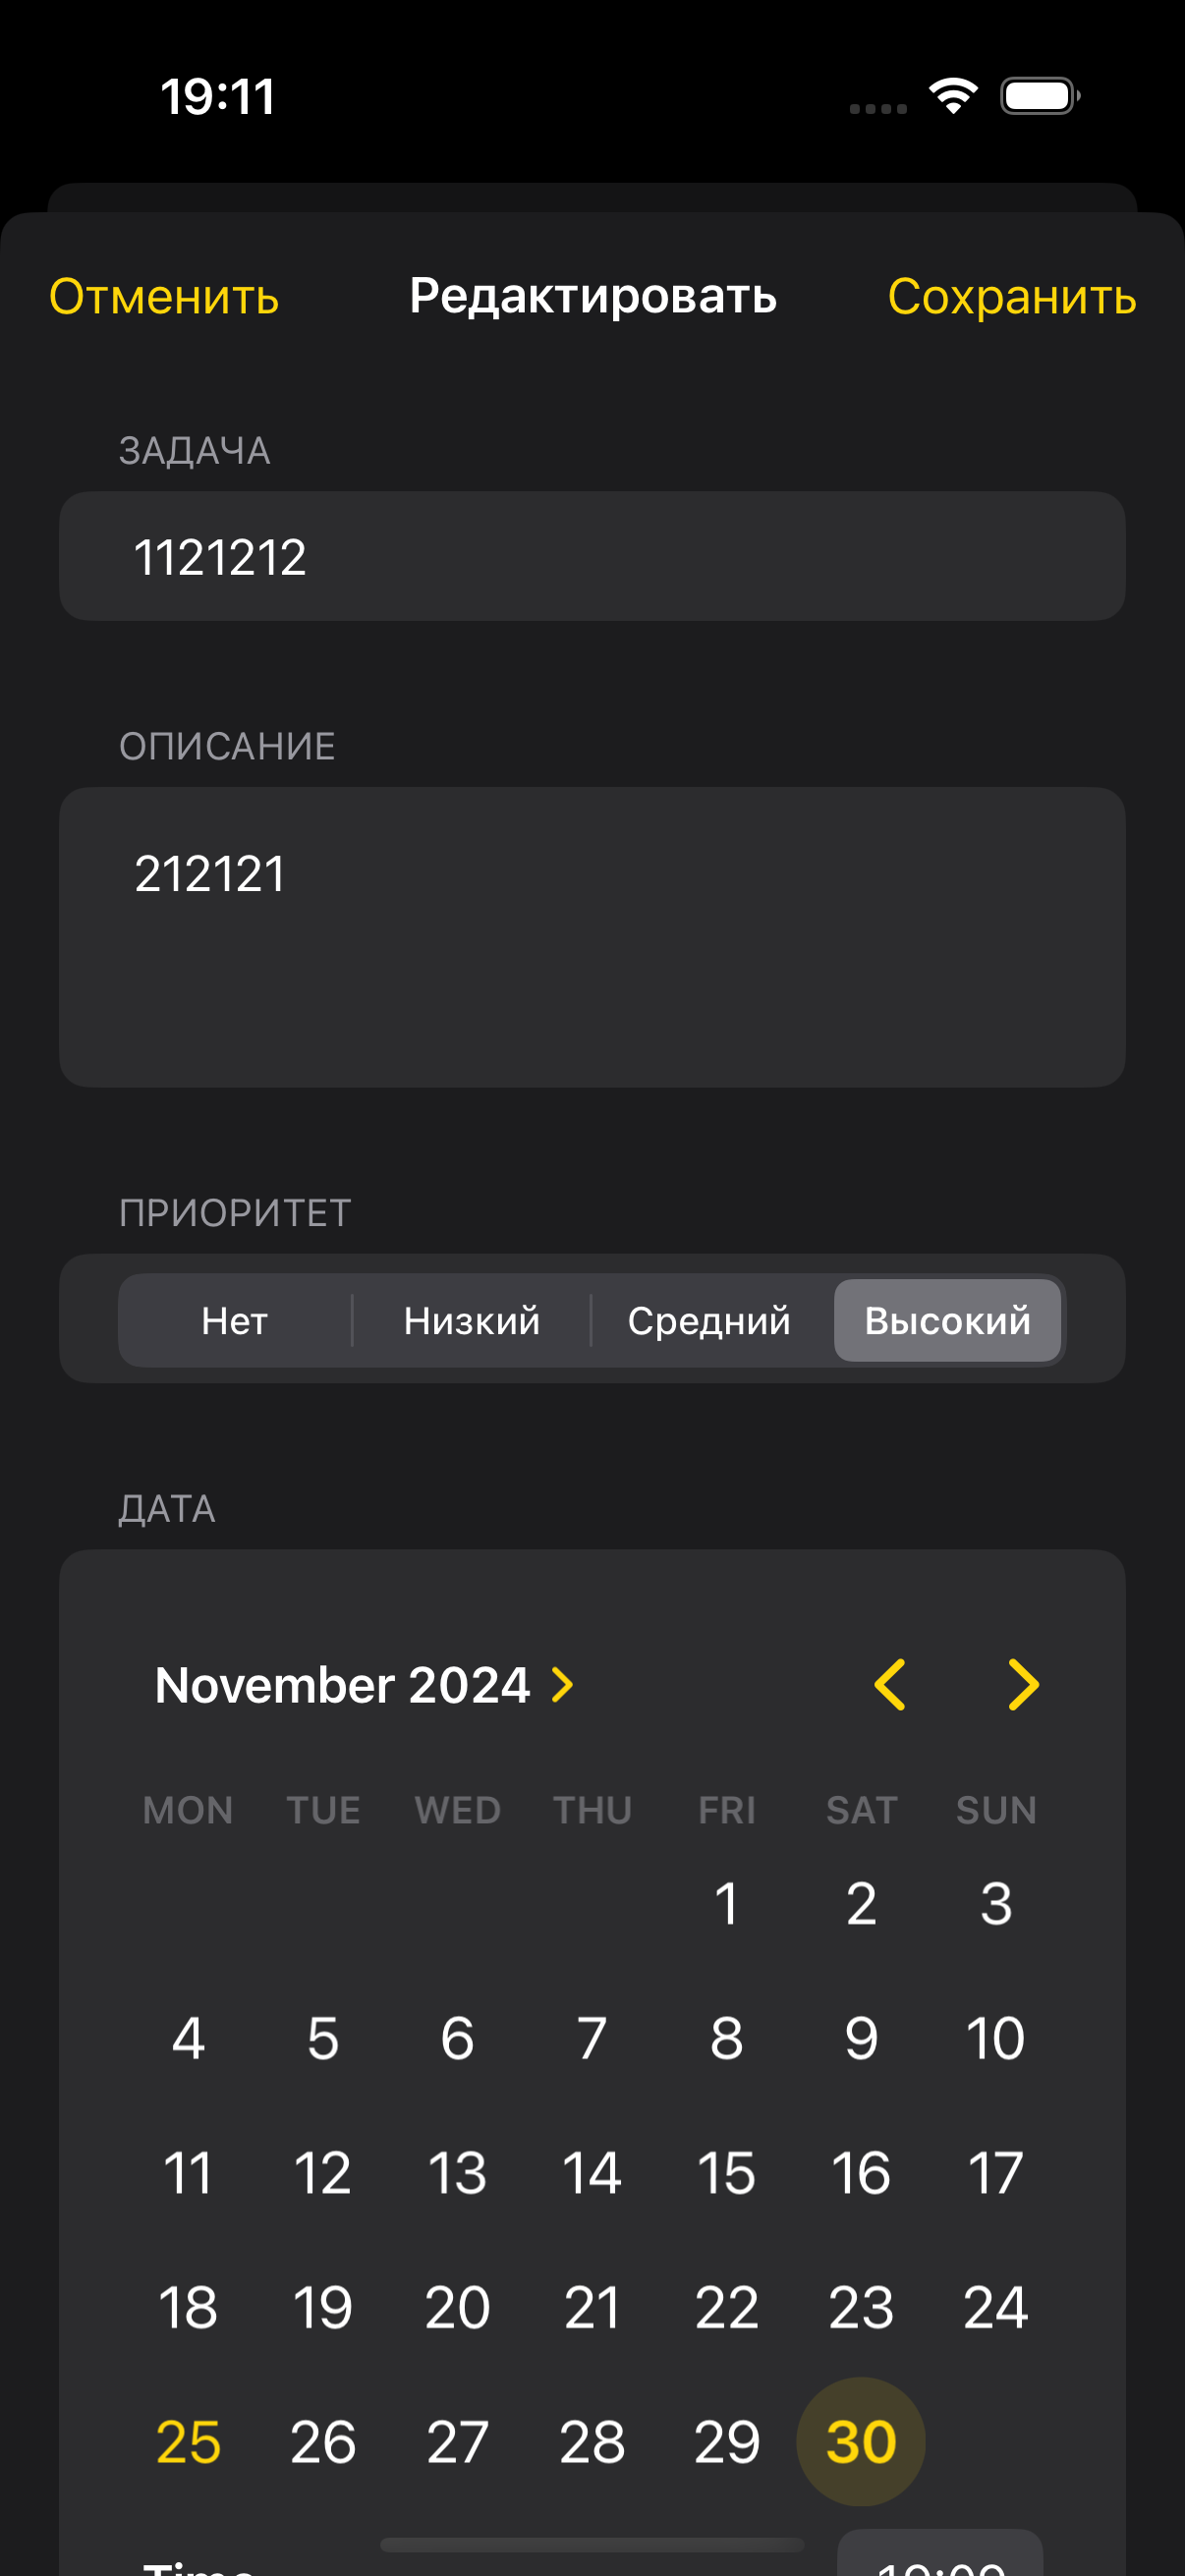 19:11
Отменить Редактировать Сохранить
ЗАДАЧА
1121212
ОПИСАНИЕ
212121
ПРИОРИТЕТ
Нет Низкий Средний Высокий
ДАТА
November 2024
MON TUE WED THU FRI SAT SUN
1 2 3
4 5 6 7 8 9 10
11 12 13 14 15 16 17
18 19 20 21 22 23 24
25 26 27 28 29 30
Time